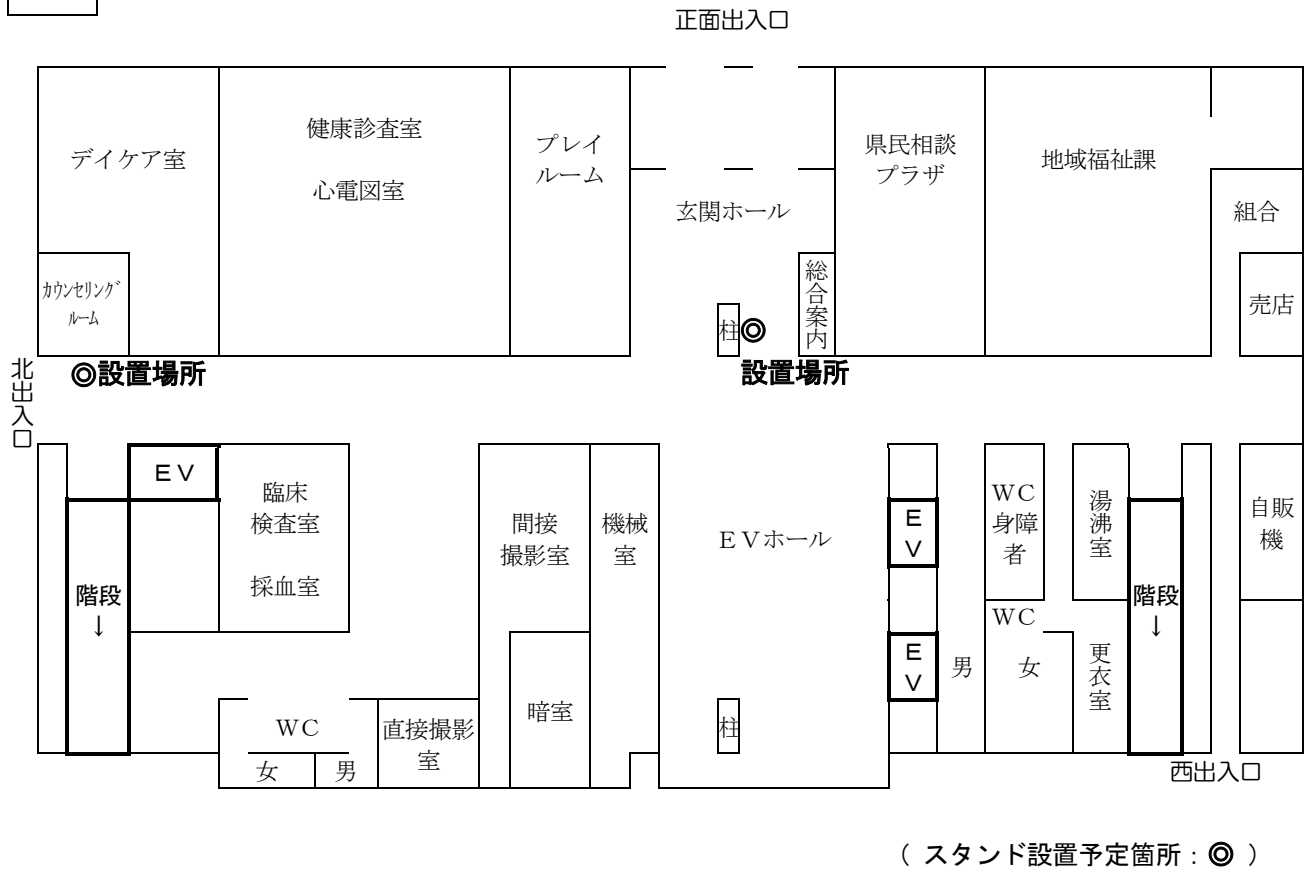 正面出入口
デイケア室
健康診査室
心電図室
プレイ
ルーム
県民相談
プラザ
地域福祉課
玄関ホール
組合
ｶｳﾝｾﾘﾝｸﾞ
ﾙｰﾑ
総合案内
売店
柱◎
設置場所
◎設置場所
北出入口
ＥＶ
臨床
検査室
採血室
間接
撮影室
機械
室
ＥＶホール
Ｅ
Ｖ
ＷＣ
身障
者
湯沸室
自販
機
階段
↓
階段
↓
ＷＣ
女
男
Ｅ
Ｖ
更衣室
暗室
柱
ＷＣ
女
男
直接撮影
室
西出入口
（ スタンド設置予定箇所：◎ ）